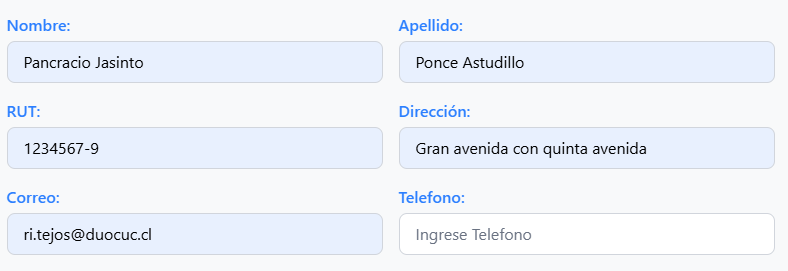 Nombre:
Apellido:
Pancracio Jasinto
Ponce Astudillo
RUT:
Dirección:
1234567-9
Gran avenida con quinta avenida
Correo:
Telefono:
ri.tejos@duocuc.cl
Ingrese Telefono